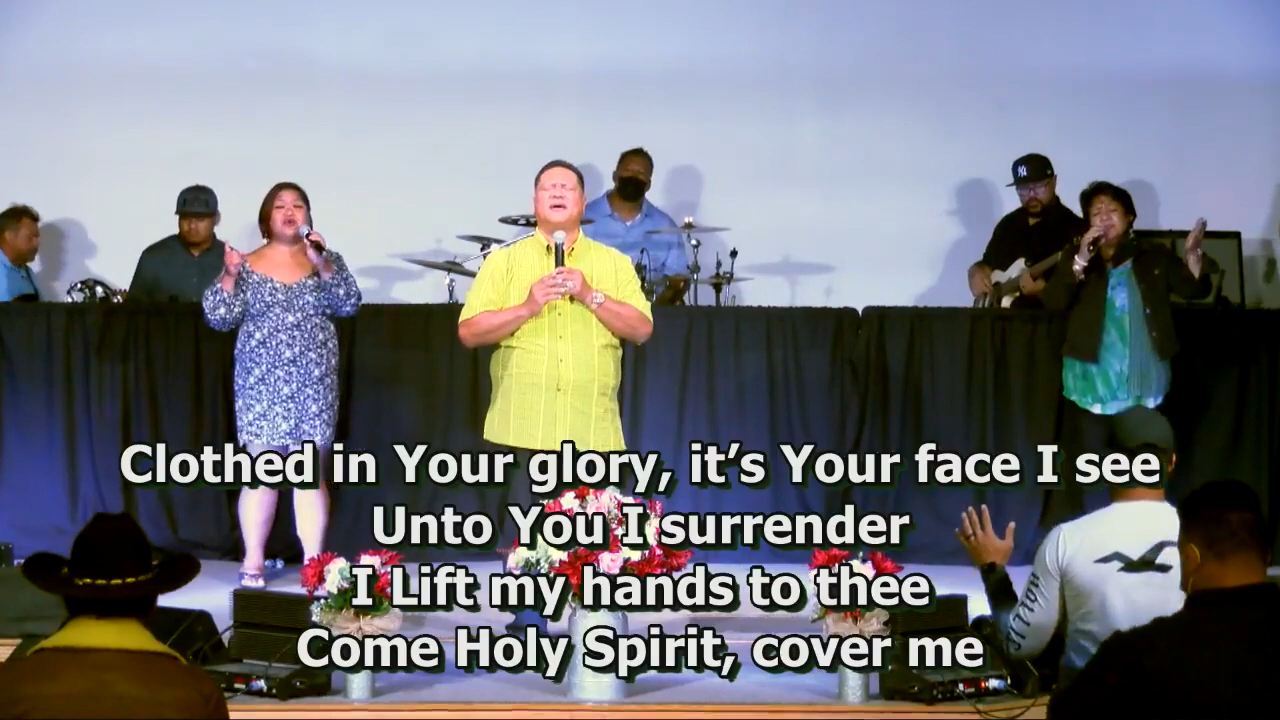 Clothed in Your glory, it’s Your face I see
Unto You I surrender
I Lift my hands to thee
Come Holy Spirit, cover me